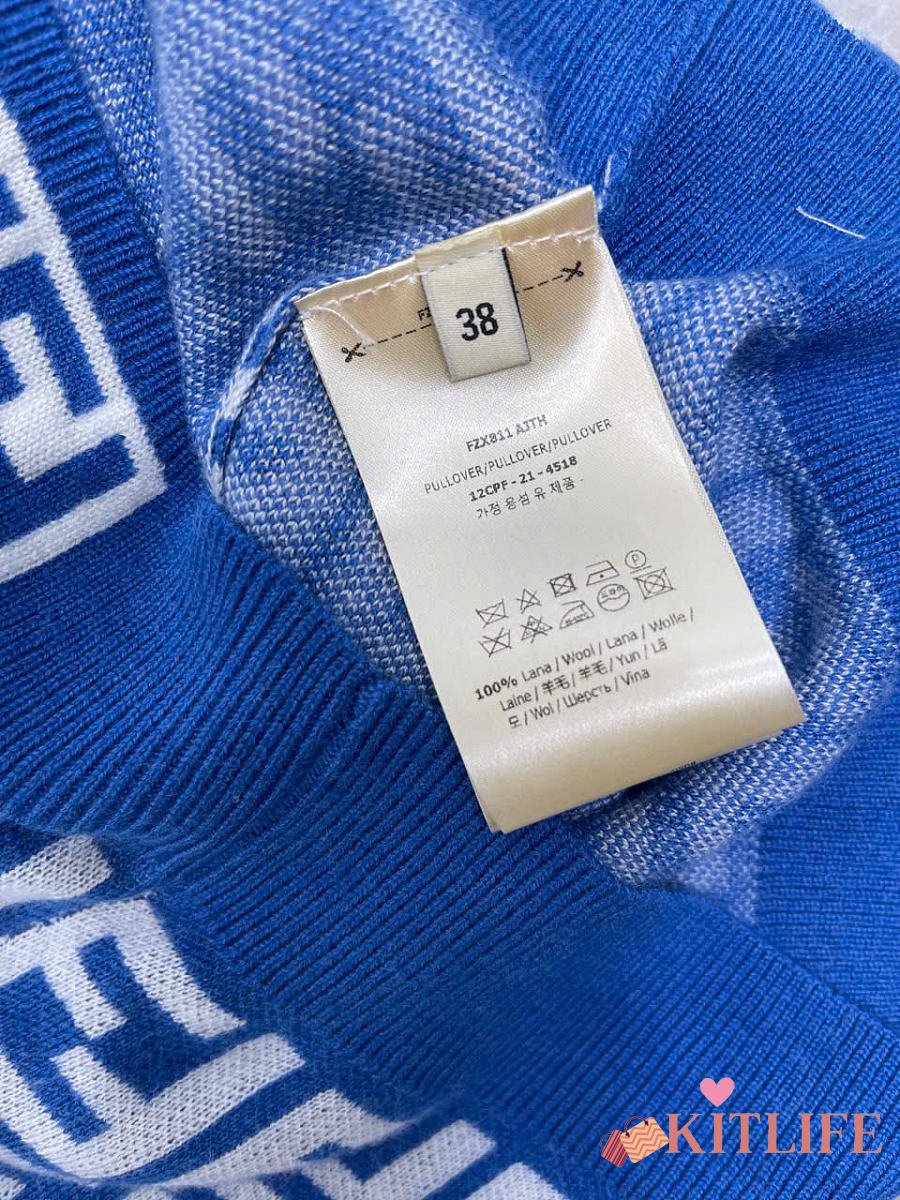 38
FZX811 AJTH
PULLOVER/PULLOVER/PULLOVER
12CPF - 21 - 4518
가정 용섬 유 제품 -
P
100% Lana / Wool / Lana / Wolle /
Laine / 羊毛 / 羊毛 / Yun / Lã
모 / Wol / Шерсть / Vina
KITLIFE